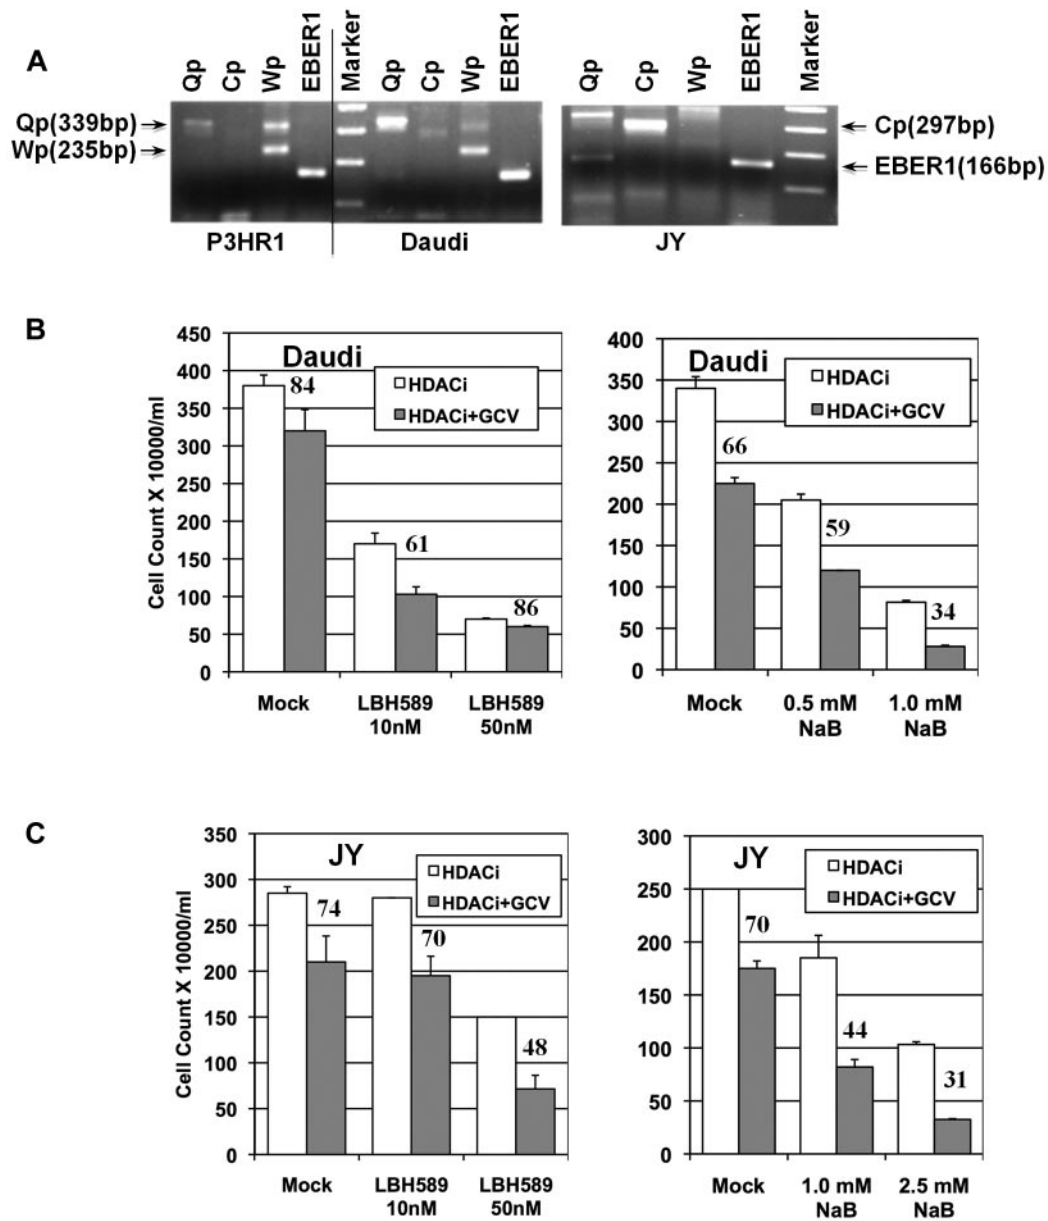 A
Qp
Cp
Wp
EBER1
Marker
Qp
Cp
Wp
EBER1
Qp
Cp
Wp
EBER1
Marker
Qp(339bp)
Wp(235bp)
Cp(297bp)
EBER1(166bp)
P3HR1
Daudi
JY
B
Cell Count X 10000/ml
450
400
350
300
250
200
150
100
50
0
Daudi
HDACi
HDACi+GCV
84
61
86
Mock
LBH589
10nM
LBH589
50nM
400
350
300
250
200
150
100
50
0
Daudi
HDACi
HDACi+GCV
66
59
34
Mock
0.5 mM
NaB
1.0 mM
NaB
C
Cell Count X 10000/ml
350
300
250
200
150
100
50
0
JY
HDACi
HDACi+GCV
74
70
48
Mock
LBH589
10nM
LBH589
50nM
300
250
200
150
100
50
0
JY
HDACi
HDACi+GCV
70
44
31
Mock
1.0 mM
NaB
2.5 mM
NaB